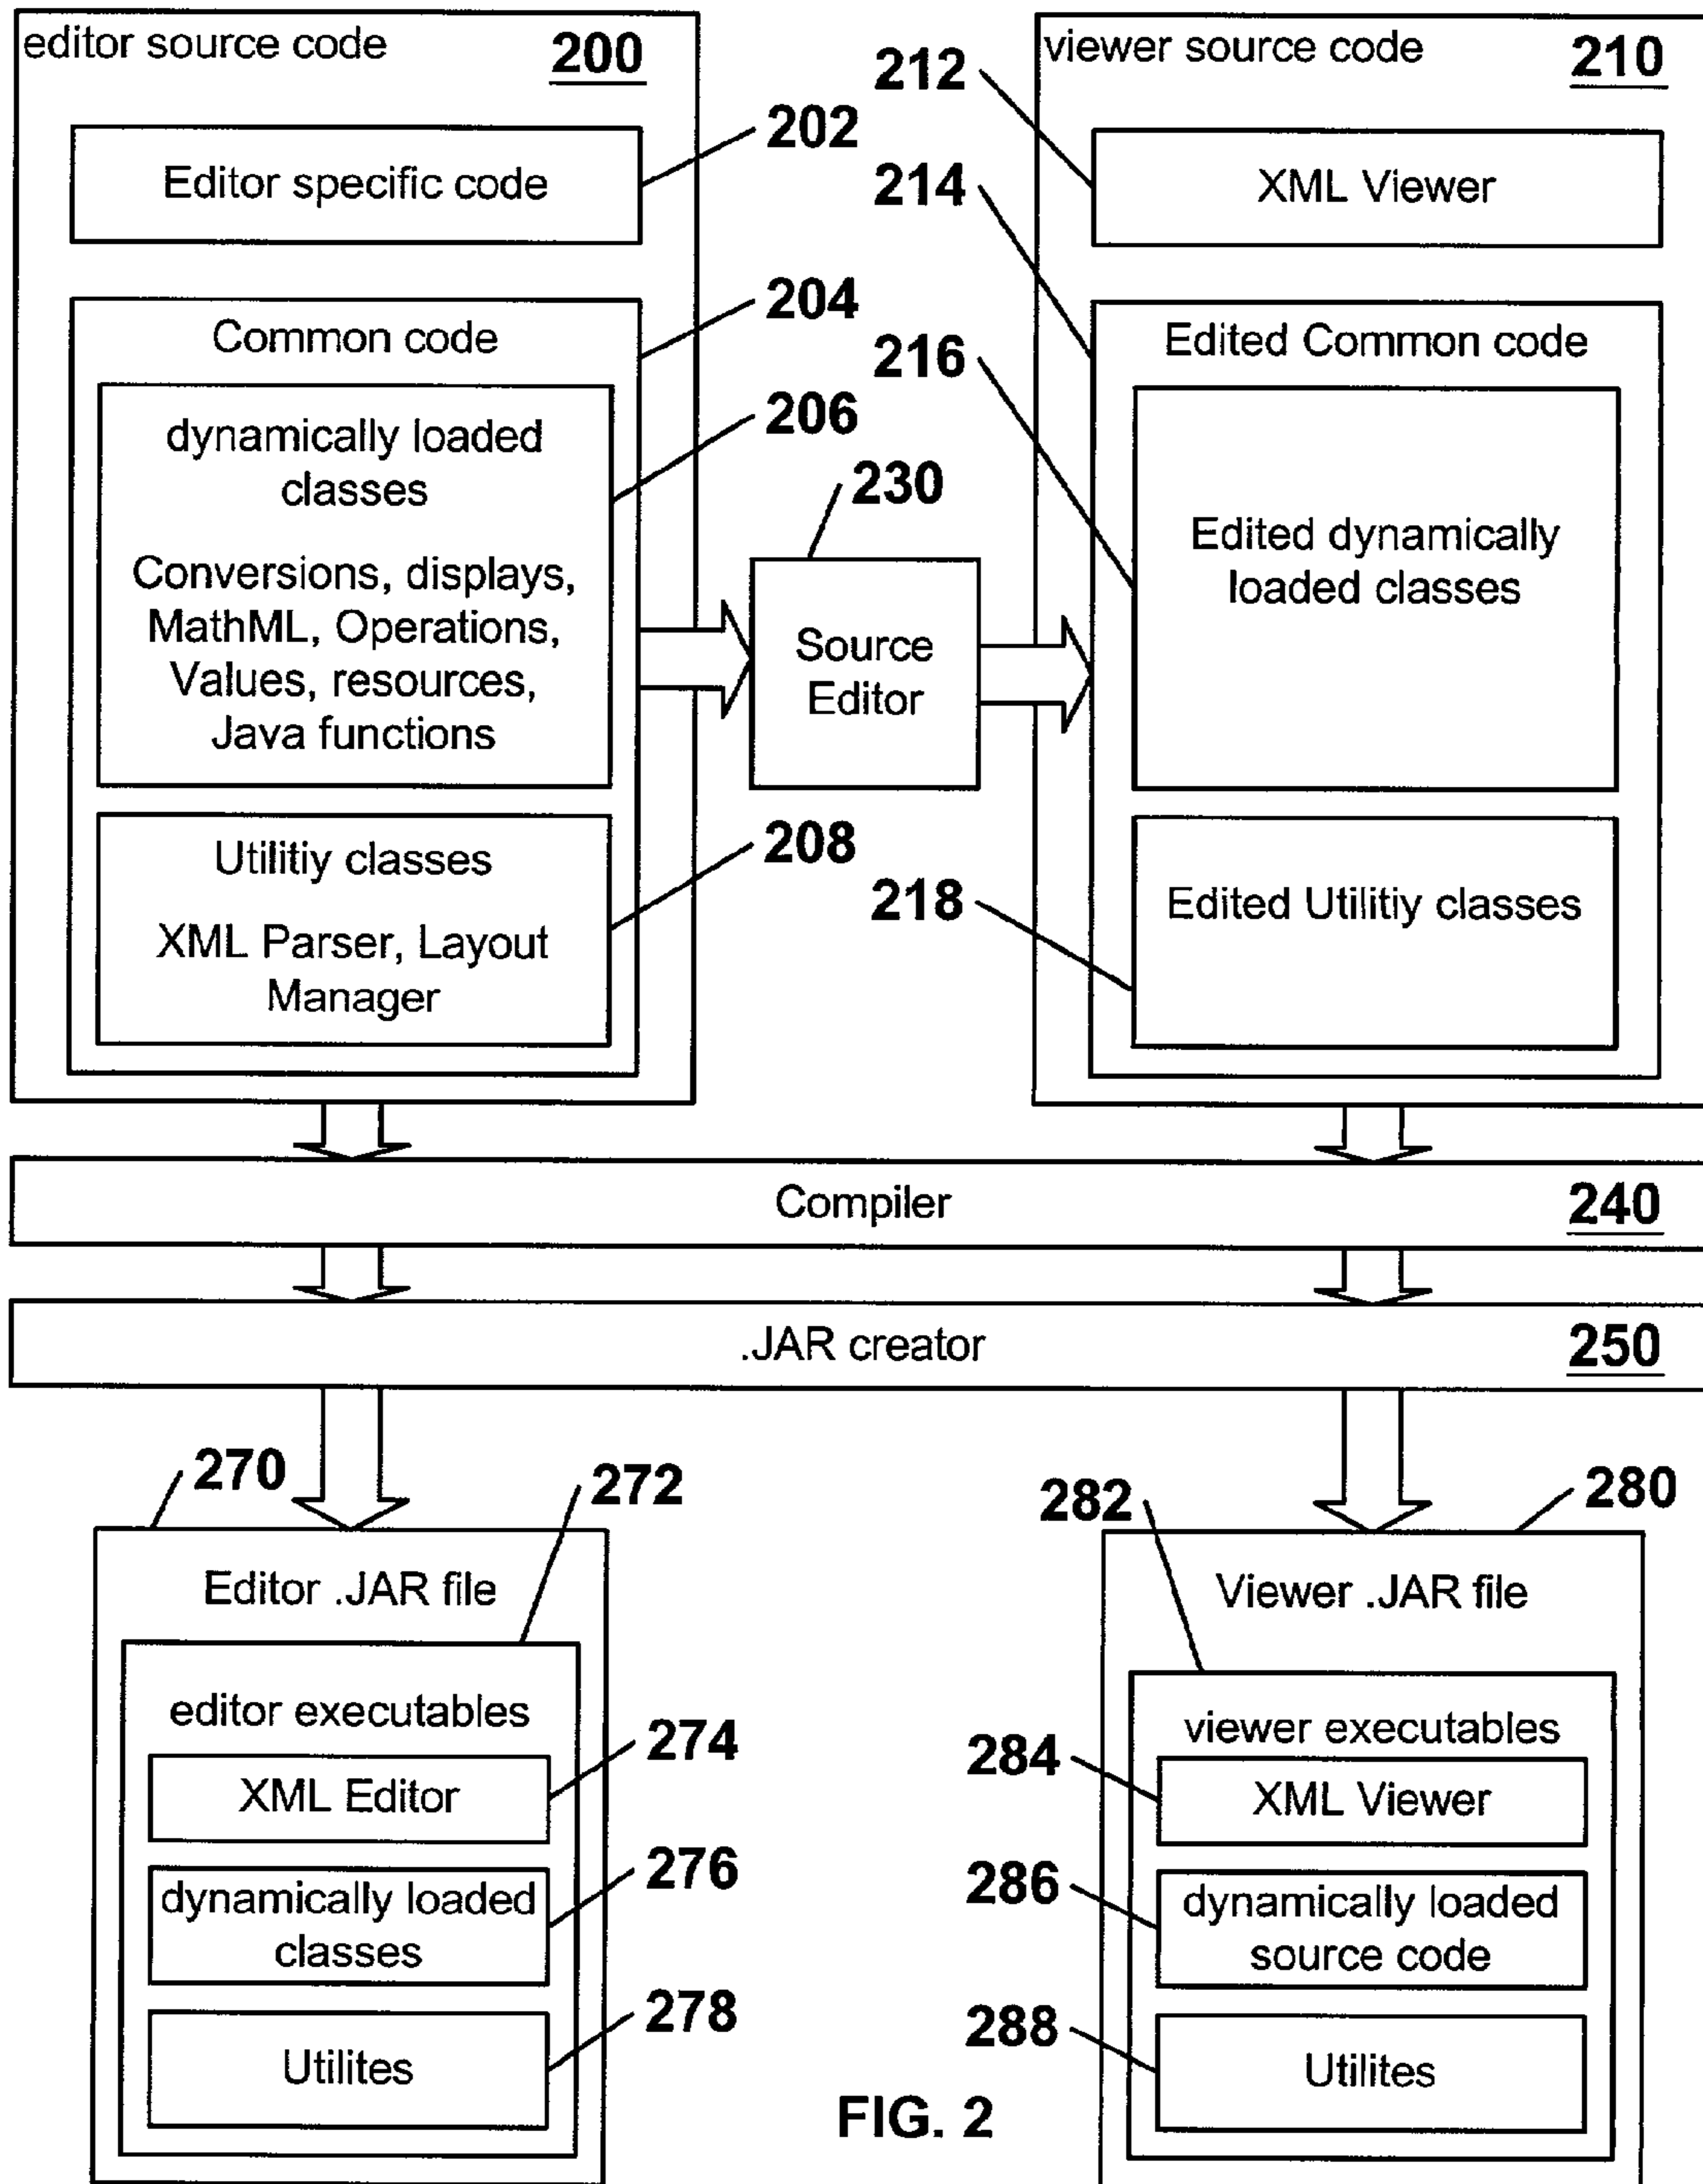 editor source code
200
Editor specific code
202
Common code
204
dynamically loaded
classes
206
Conversions, displays,
MathML, Operations,
Values, resources,
Java functions
Utilitiy classes
208
XML Parser, Layout
Manager
230
Source
Editor
viewer source code
210
212
XML Viewer
214
Edited Common code
216
Edited dynamically
loaded classes
218
Edited Utilitiy classes
Compiler
240
.JAR creator
250
270
Editor .JAR file
272
editor executables
274
XML Editor
276
dynamically loaded
classes
278
Utilites
280
Viewer .JAR file
282
viewer executables
284
XML Viewer
286
dynamically loaded
source code
288
Utilites
FIG. 2